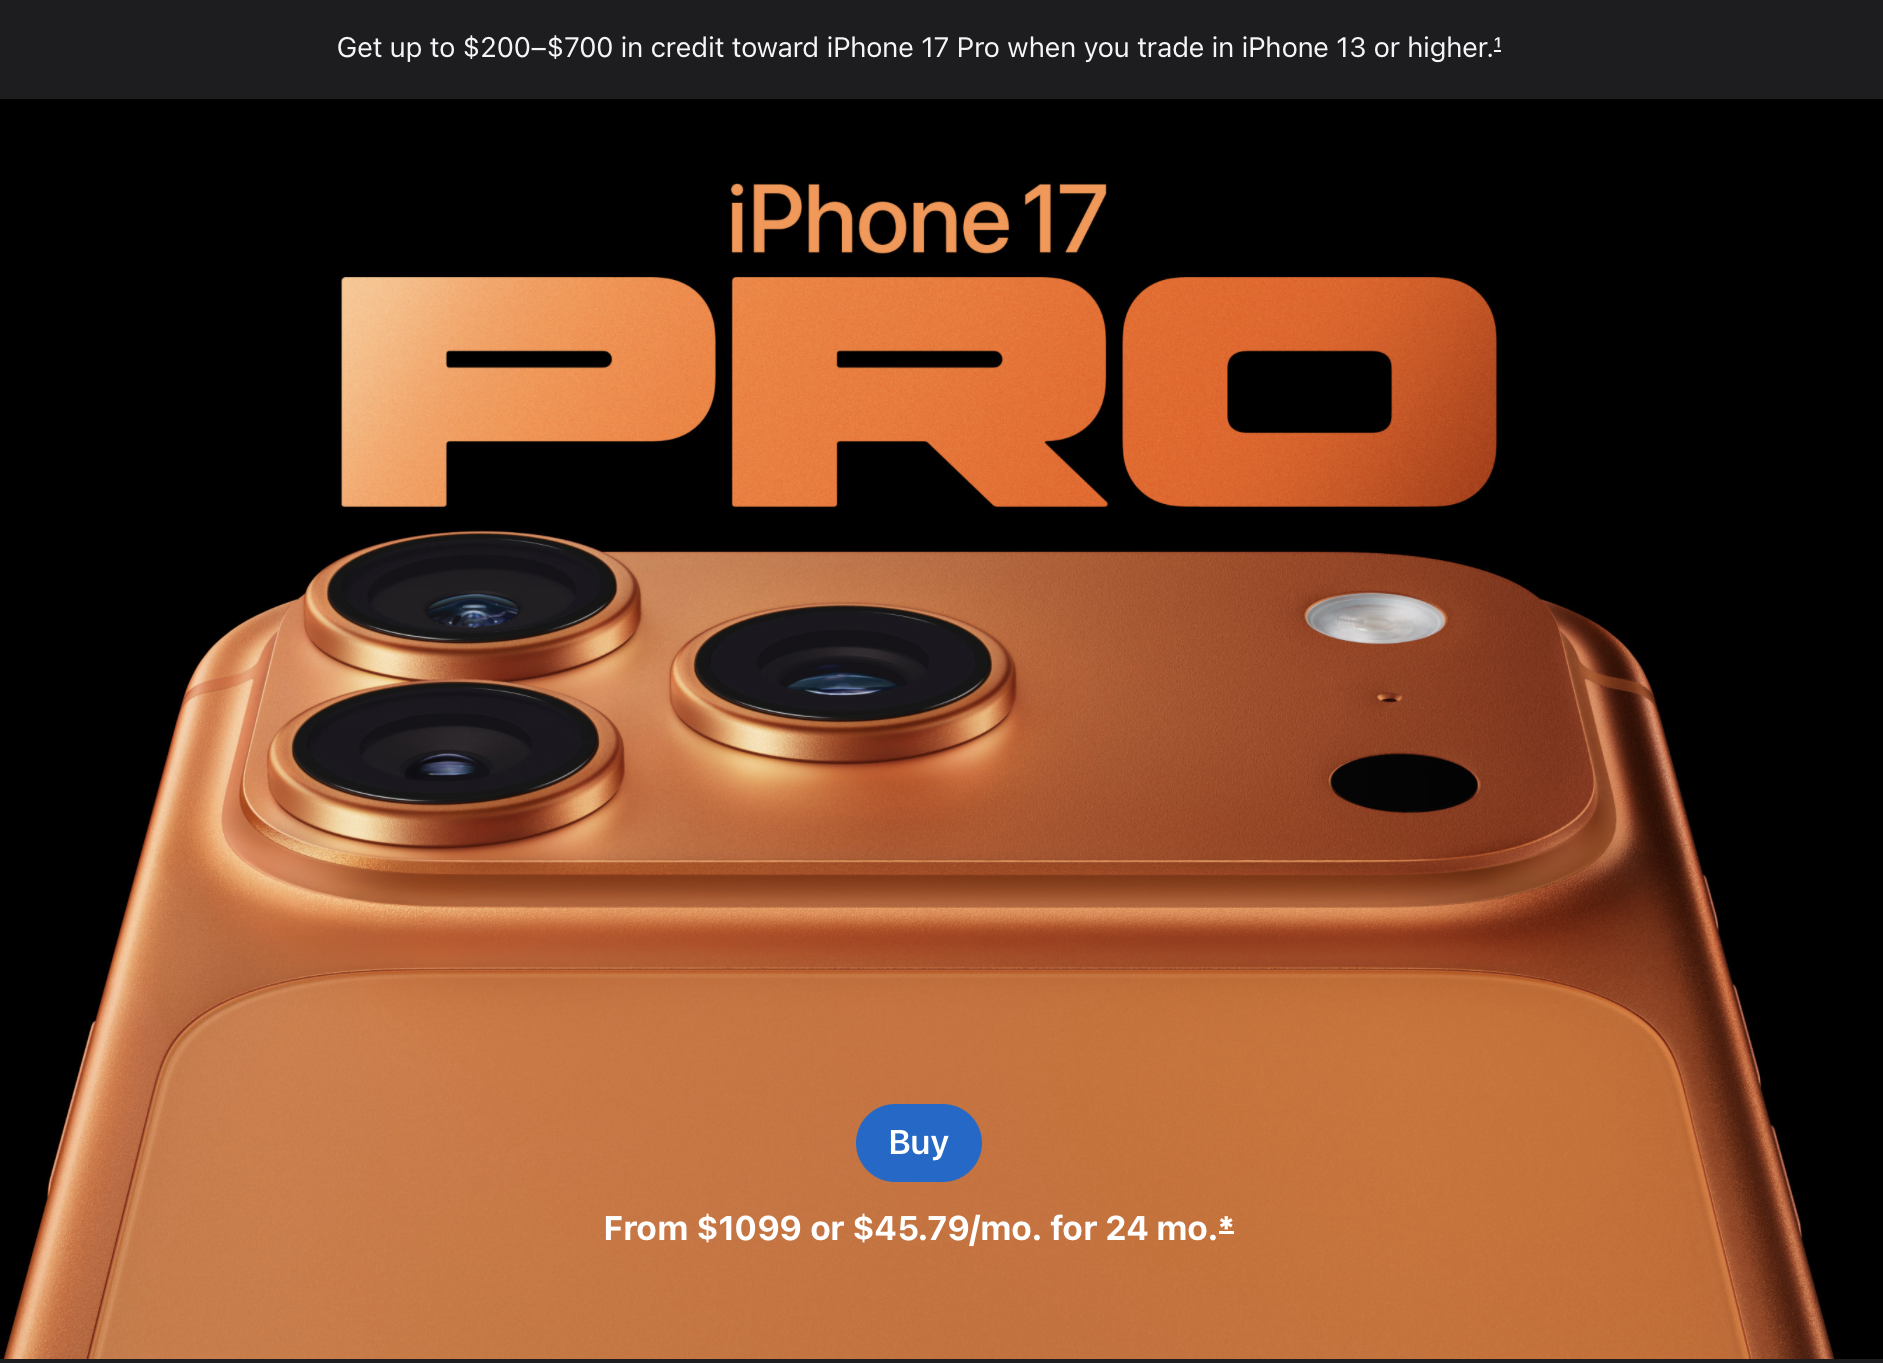 Get up to $200–$700 in credit toward iPhone 17 Pro when you trade in iPhone 13 or higher.¹
iPhone 17
PRO
Buy
From $1099 or $45.79/mo. for 24 mo.*